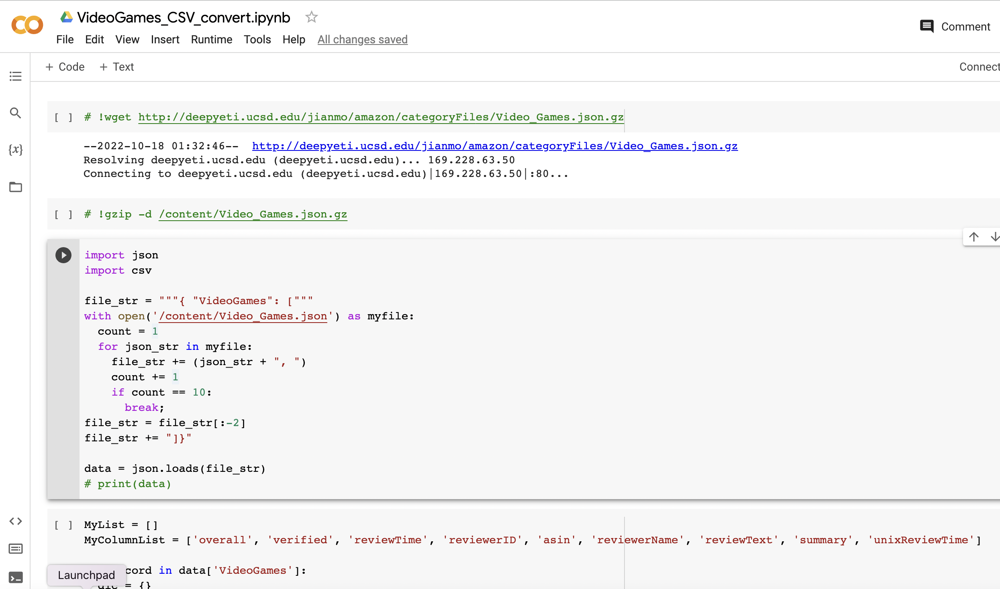 VideoGames_CSV_convert.ipynb
Comment
File Edit View Insert Runtime Tools Help All changes saved
+ Code + Text
Connect
[ ] # !wget http://deepyeti.ucsd.edu/jianmo/amazon/categoryFiles/Video_Games.json.gz
--2022-10-18 01:32:46-- http://deepyeti.ucsd.edu/jianmo/amazon/categoryFiles/Video_Games.json.gz
Resolving deepyeti.ucsd.edu (deepyeti.ucsd.edu)... 169.228.63.50
Connecting to deepyeti.ucsd.edu (deepyeti.ucsd.edu)|169.228.63.50|:80...
[ ] # !gzip -d /content/Video_Games.json.gz
import json
import csv
file_str = """{ "VideoGames": ["""
with open('/content/Video_Games.json') as myfile:
count = 1
for json_str in myfile:
file_str += (json_str + ", ")
count += 1
if count == 10:
break;
file_str = file_str[:-2]
file_str += "]}"
data = json.loads(file_str)
# print(data)
[ ] MyList = []
MyColumnList = ['overall', 'verified', 'reviewTime', 'reviewerID', 'asin', 'reviewerName', 'reviewText', 'summary', 'unixReviewTime']
cord in data['VideoGames']:
Launchpad
= {}